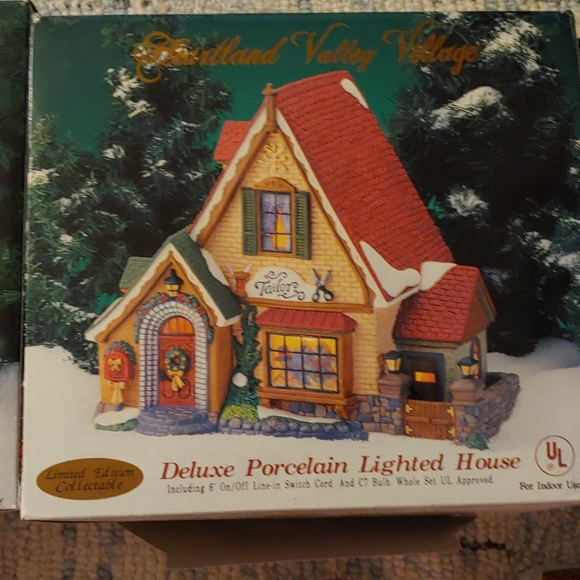 Heartland Valley Village
Tailor
Limited Edition
Collectable
Deluxe Porcelain Lighted House
Including 6' On/Off Line-in Switch Cord And C7 Bulb. Whole Set UL Approved.
UL
For Indoor Use